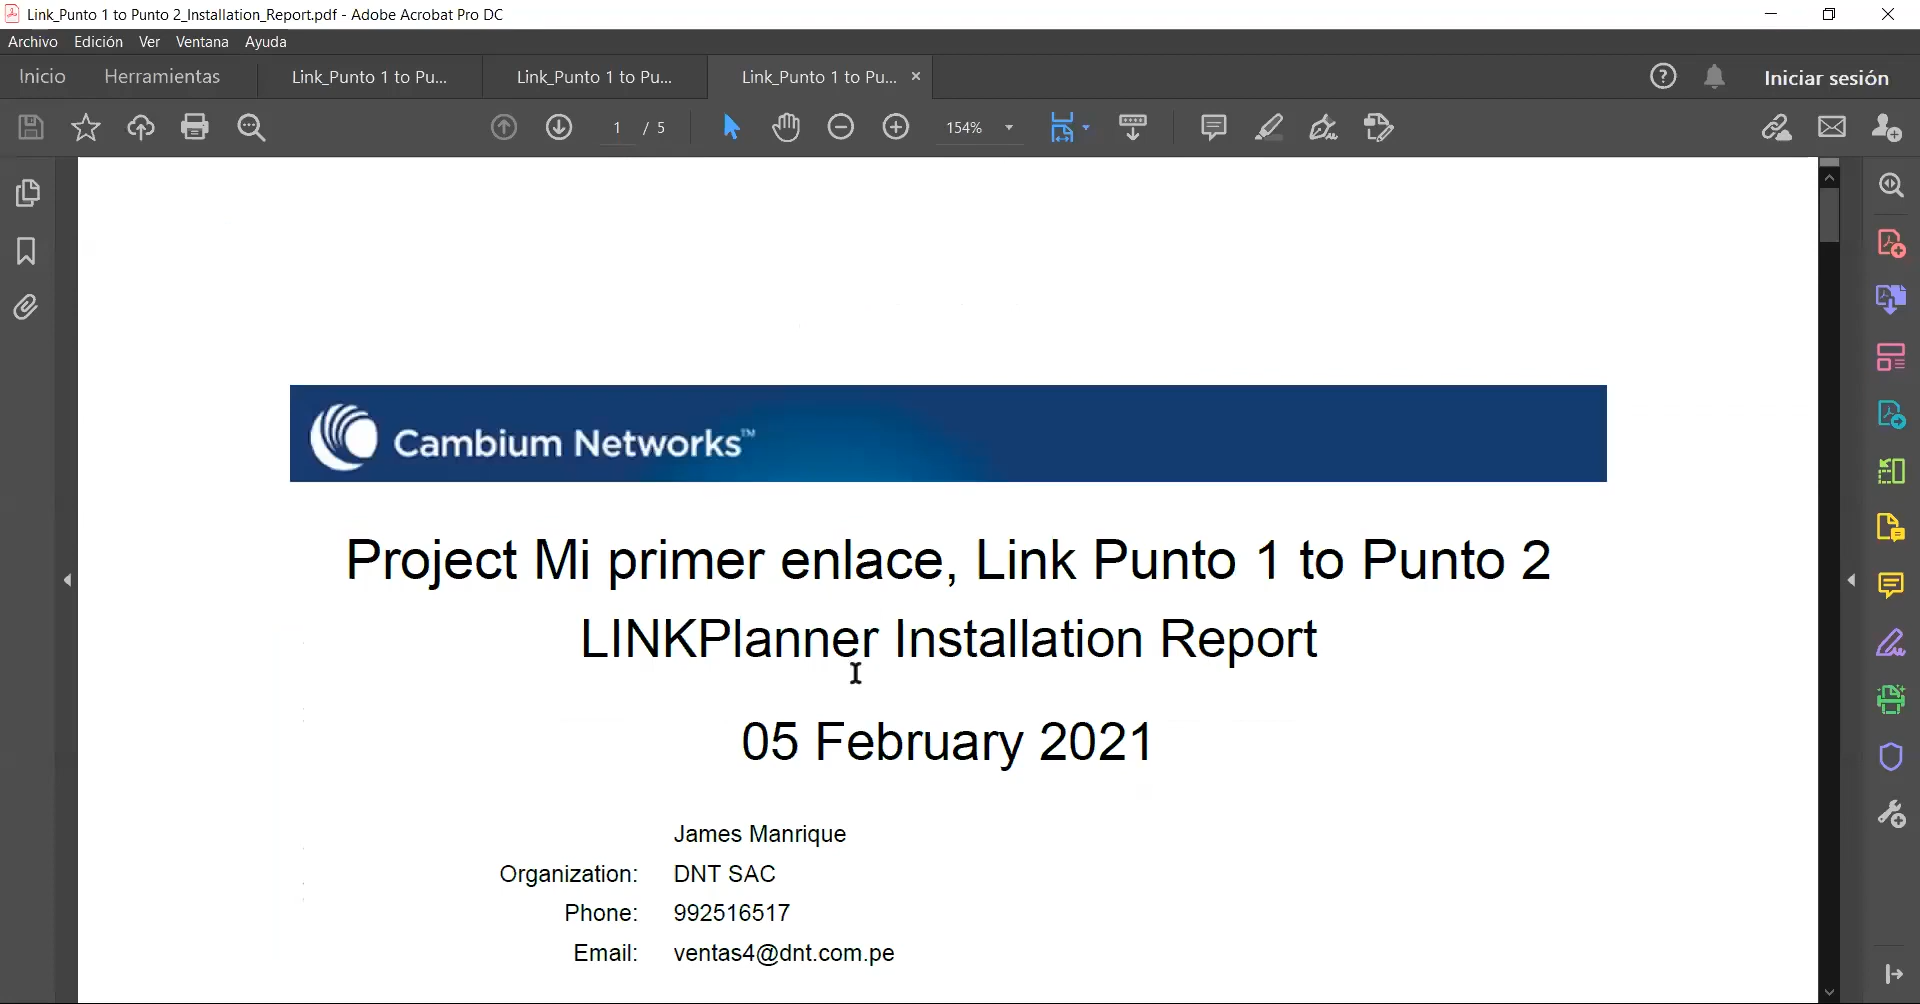 Link_Punto 1 to Punto 2_Installation_Report.pdf - Adobe Acrobat Pro DC
Archivo Edición Ver Ventana Ayuda
Inicio Herramientas Link_Punto 1 to Pu... Link_Punto 1 to Pu... Link_Punto 1 to Pu... × Iniciar sesión
1 / 5 154%
Cambium Networks™
Project Mi primer enlace, Link Punto 1 to Punto 2
LINKPlanner Installation Report
05 February 2021
James Manrique
Organization: DNT SAC
Phone: 992516517
Email: ventas4@dnt.com.pe